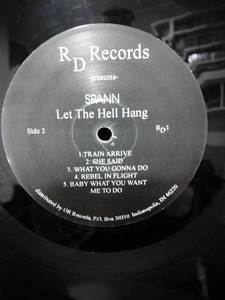 RD Records
-presents-
SPANN
Let The Hell Hang
Side 2
RD1
1.TRAIN ARRIVE
2. SHE SAID
3. WHAT YOU GONNA DO
4. REBEL IN FLIGHT
5. BABY WHAT YOU WANT
ME TO DO
distributed by OR Records, P.O. Box 30310 Indianapolis, IN 46220